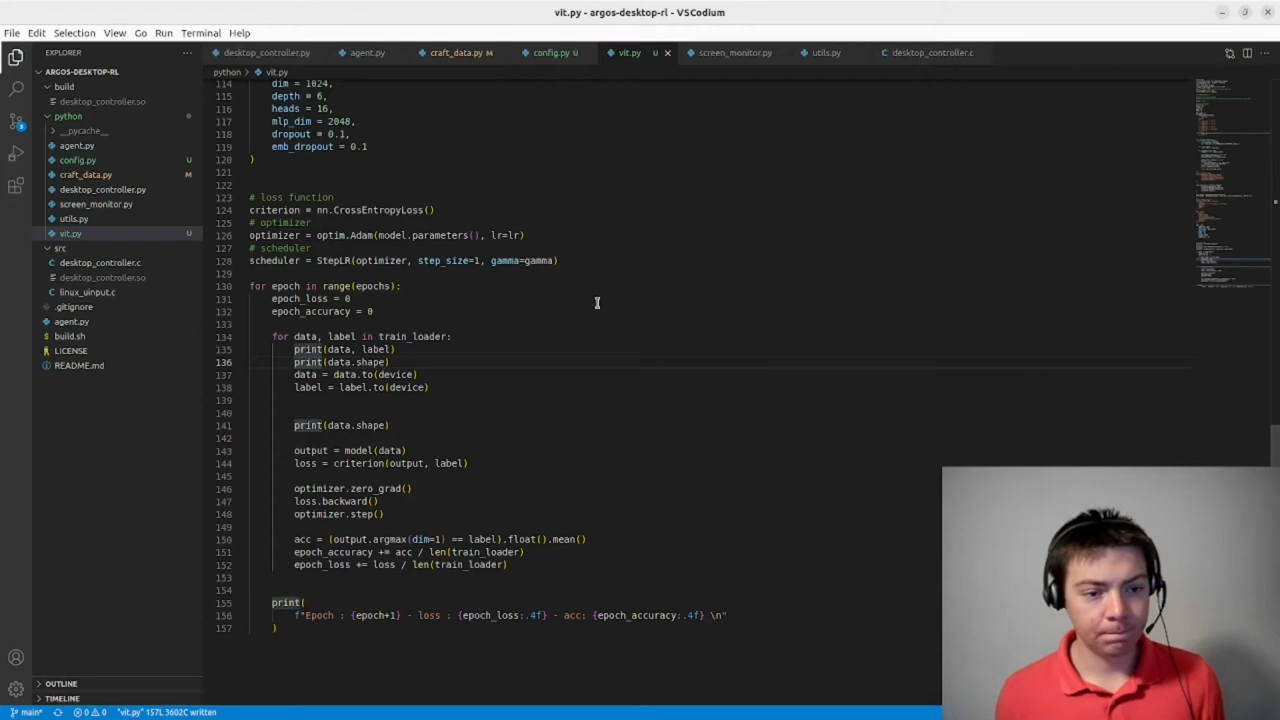 vit.py - argos-desktop-rl - VSCodium
File Edit Selection View Go Run Terminal Help
EXPLORER
desktop_controller.py
agent.py
craft_data.py M
config.py U
vit.py U
screen_monitor.py
utils.py
desktop_controller.c
python > vit.py
ARGOS-DESKTOP-RL
build
desktop_controller.so
python
__pycache__
agent.py
config.py U
craft_data.py M
desktop_controller.py
screen_monitor.py
utils.py
vit.py U
src
desktop_controller.c
desktop_controller.so
linux_uinput.c
.gitignore
agent.py
build.sh
LICENSE
README.md
OUTLINE
TIMELINE
114 dim = 1024,
115 depth = 6,
116 heads = 16,
117 mlp_dim = 2048,
118 dropout = 0.1,
119 emb_dropout = 0.1
120 )
121
122
123 # loss function
124 criterion = nn.CrossEntropyLoss()
125 # optimizer
126 optimizer = optim.Adam(model.parameters(), lr=lr)
127 # scheduler
128 scheduler = StepLR(optimizer, step_size=1, gamma=gamma)
129
130 for epoch in range(epochs):
131 epoch_loss = 0
132 epoch_accuracy = 0
133
134 for data, label in train_loader:
135 print(data, label)
136 print(data.shape)
137 data = data.to(device)
138 label = label.to(device)
139
140
141 print(data.shape)
142
143 output = model(data)
144 loss = criterion(output, label)
145
146 optimizer.zero_grad()
147 loss.backward()
148 optimizer.step()
149
150 acc = (output.argmax(dim=1) == label).float().mean()
151 epoch_accuracy += acc / len(train_loader)
152 epoch_loss += loss / len(train_loader)
153
154
155 print(
156 f"Epoch : {epoch+1} - loss : {epoch_loss:.4f} - acc: {epoch_accuracy:.4f} \n"
157 )
main* 0 0 "vit.py" 157L 3602C written